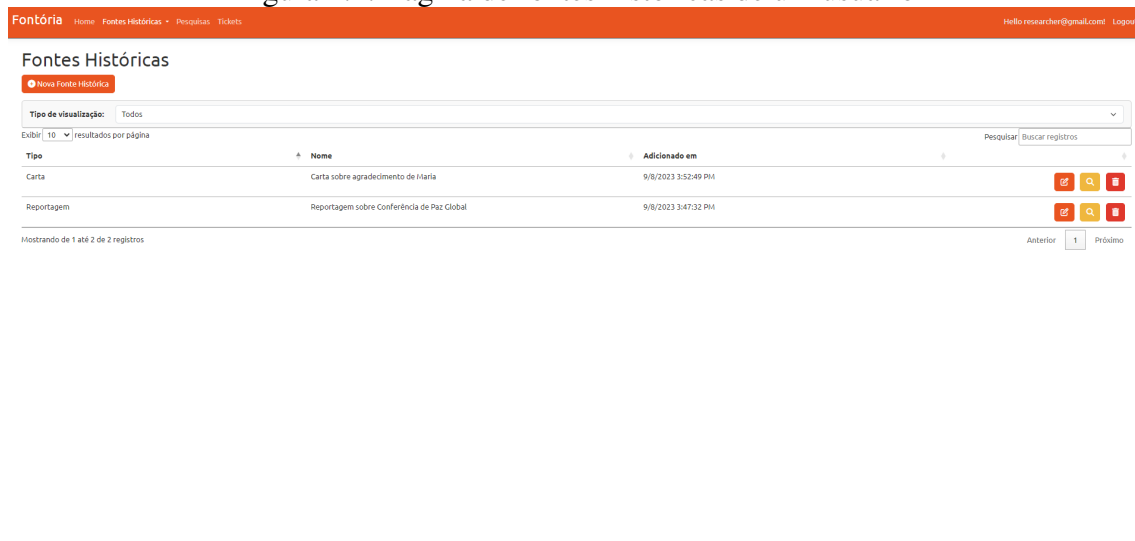 Fontória Home Fontes Históricas Pesquisas Tickets Hello researcher@gmail.com! Logout
Fontes Históricas
Nova Fonte Histórica
Tipo de visualização: Todos
Exibir 10 resultados por página Pesquisar Buscar registros
Tipo Nome Adicionado em
Carta Carta sobre agradecimento de Maria 9/8/2023 3:52:49 PM
Reportagem Reportagem sobre Conferência de Paz Global 9/8/2023 3:47:32 PM
Mostrando de 1 até 2 de 2 registros Anterior 1 Próximo